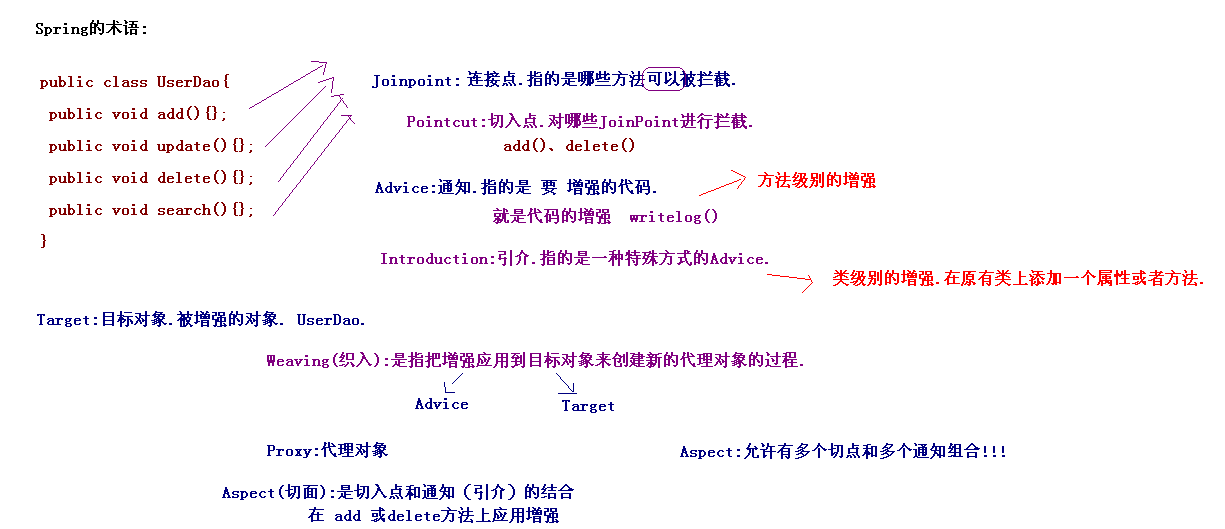 Spring的术语:
public class UserDao{
public void add(){};
public void update(){};
public void delete(){};
public void search(){};
}
Joinpoint: 连接点.指的是哪些方法可以被拦截.
Pointcut:切入点.对哪些JoinPoint进行拦截.
add()、delete()
Advice:通知.指的是 要 增强的代码.
方法级别的增强
就是代码的增强 writelog()
Introduction:引介.指的是一种特殊方式的Advice.
类级别的增强.在原有类上添加一个属性或者方法.
Target:目标对象.被增强的对象. UserDao.
Weaving(织入):是指把增强应用到目标对象来创建新的代理对象的过程.
Advice
Target
Proxy:代理对象
Aspect:允许有多个切点和多个通知组合!!!
Aspect(切面):是切入点和通知（引介）的结合
在 add 或delete方法上应用增强